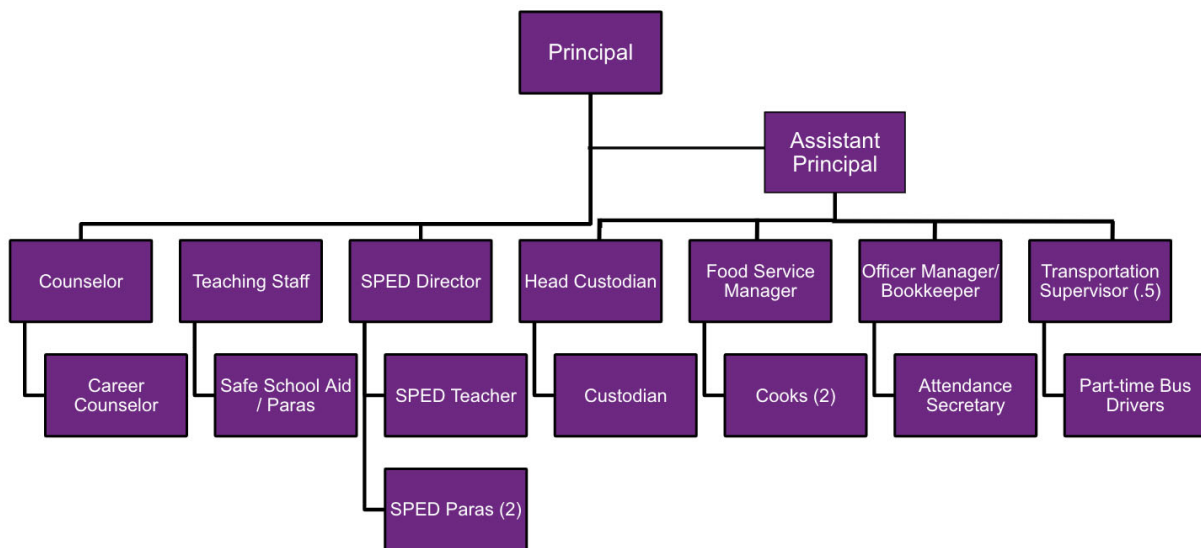 Principal
Assistant
Principal
Counselor
Teaching Staff
SPED Director
Head Custodian
Food Service
Manager
Officer Manager/
Bookkeeper
Transportation
Supervisor (.5)
Career
Counselor
Safe School Aid
/ Paras
SPED Teacher
Custodian
Cooks (2)
Attendance
Secretary
Part-time Bus
Drivers
SPED Paras (2)